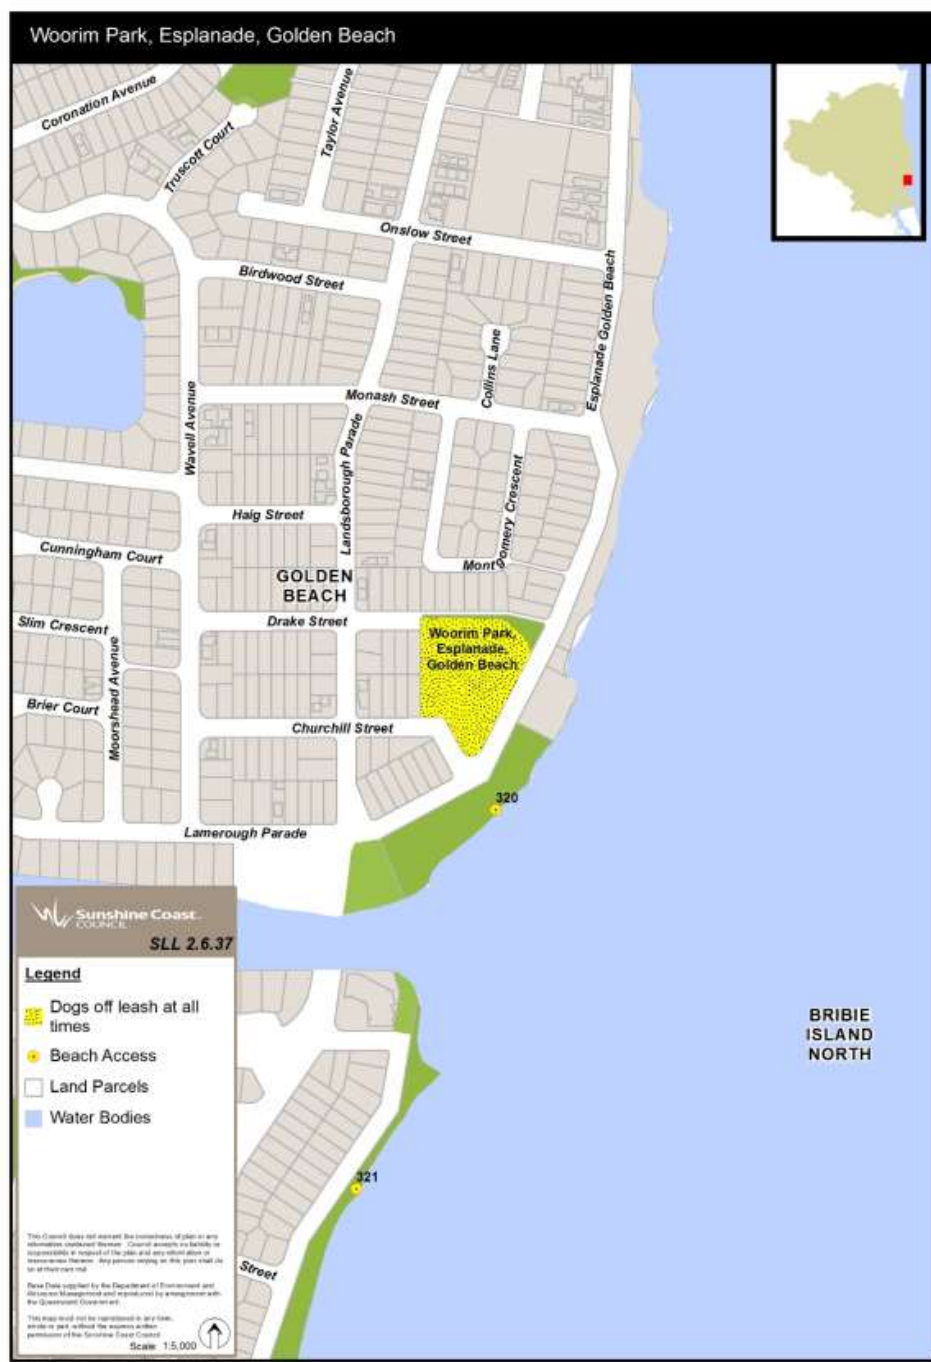 Woorim Park, Esplanade, Golden Beach
Coronation Avenue
Truscott Court
Taylor Avenue
Onslow Street
Birdwood Street
Esplanade Golden Beach
Collins Lane
Monash Street
Wavell Avenue
Landsborough Parade
Haig Street
Montgomery Crescent
Cunningham Court
GOLDEN
BEACH
Drake Street
Slim Crescent
Woorim Park,
Esplanade,
Golden Beach
Moorshead Avenue
Brier Court
Churchill Street
320
Lamerough Parade
Sunshine Coast
COUNCIL
SLL 2.6.37
Legend
Dogs off leash at all
times
Beach Access
Land Parcels
Water Bodies
BRIBIE
ISLAND
NORTH
321
Street
Scale 1:5,000